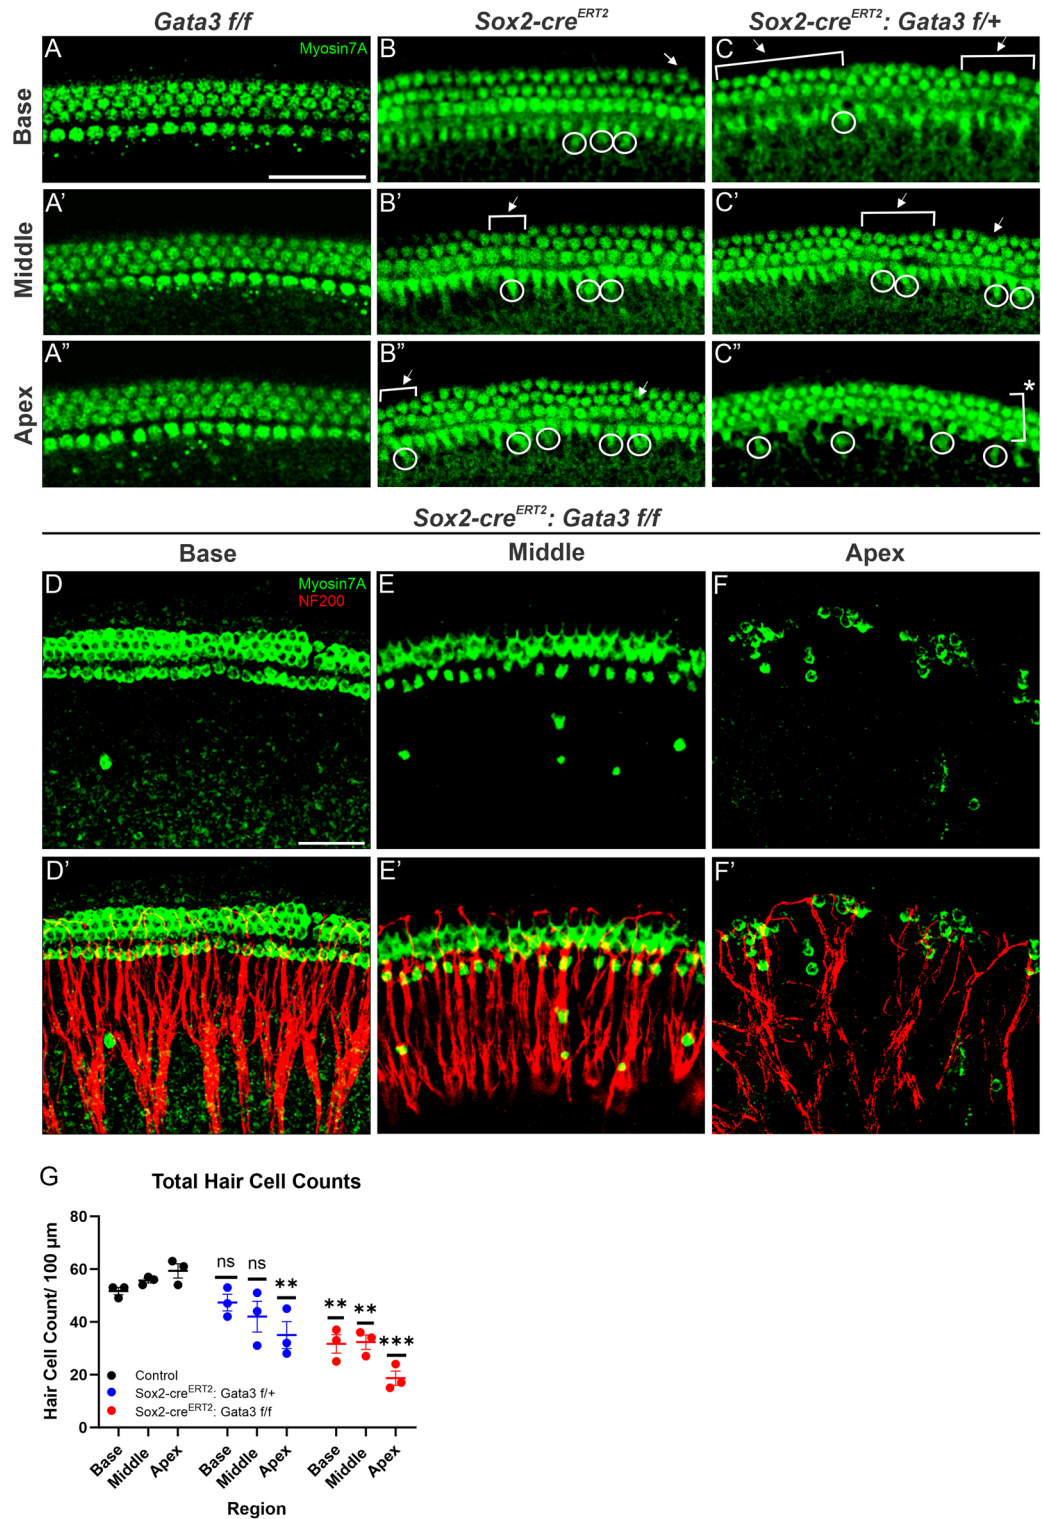 Gata3 f/f Sox2-creERT2 Sox2-creERT2: Gata3 f/+
Base
A Myosin7A B C
Middle
A' B' C'
Apex
A" B" C" *
Sox2-creERT2: Gata3 f/f
Base Middle Apex
D Myosin7A E F
NF200
D' E' F'
G
Total Hair Cell Counts
Hair Cell Count/ 100 µm
80
60
40
20
0
ns ns ** ** ** ***
Control
Sox2-creERT2: Gata3 f/+
Sox2-creERT2: Gata3 f/f
Base Middle Apex Base Middle Apex Base Middle Apex
Region